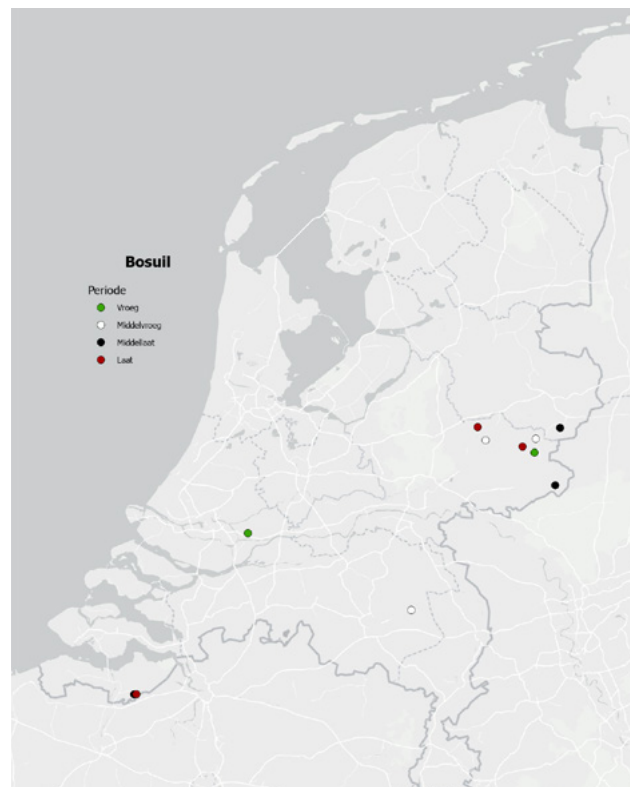 Bosuil
Periode
Vroeg
Middelvroeg
Middellaat
Laat